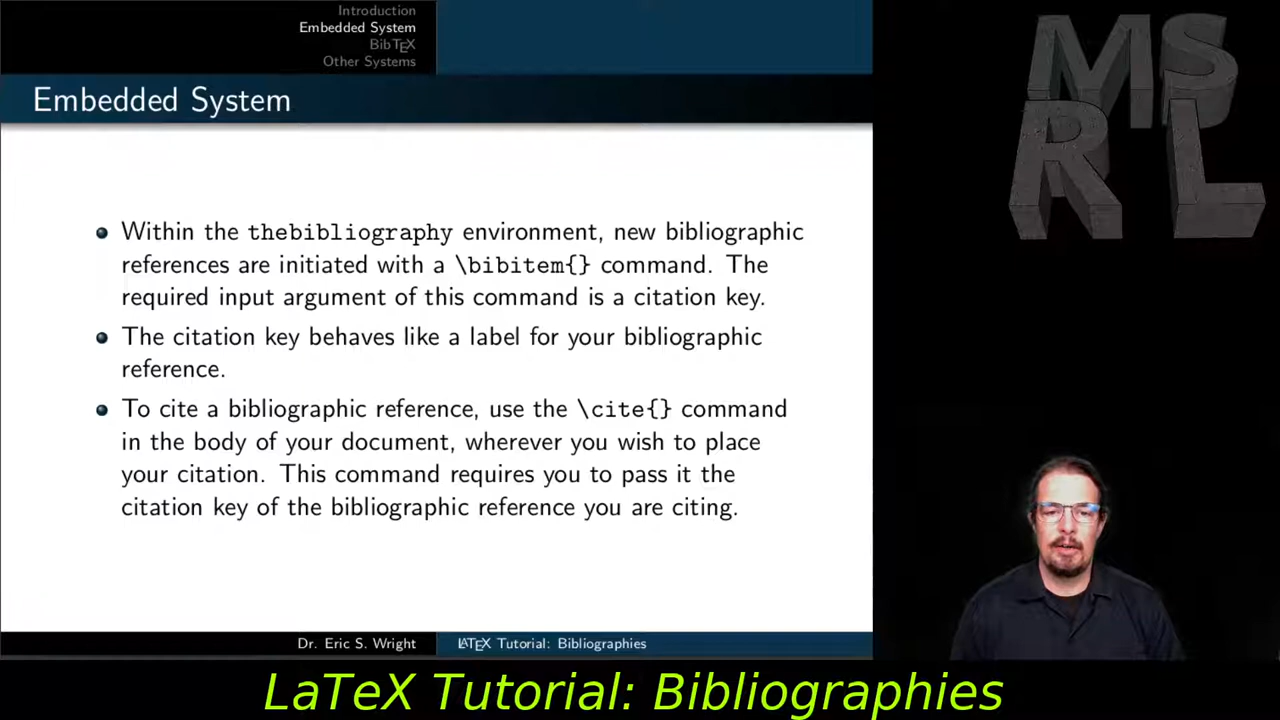 Introduction
Embedded System
BibTEX
Other Systems
Embedded System
Within the thebibliography environment, new bibliographic
references are initiated with a \bibitem{} command. The
required input argument of this command is a citation key.
The citation key behaves like a label for your bibliographic
reference.
To cite a bibliographic reference, use the \cite{} command
in the body of your document, wherever you wish to place
your citation. This command requires you to pass it the
citation key of the bibliographic reference you are citing.
Dr. Eric S. Wright
LATEX Tutorial: Bibliographies
MS
RL
LaTeX Tutorial: Bibliographies